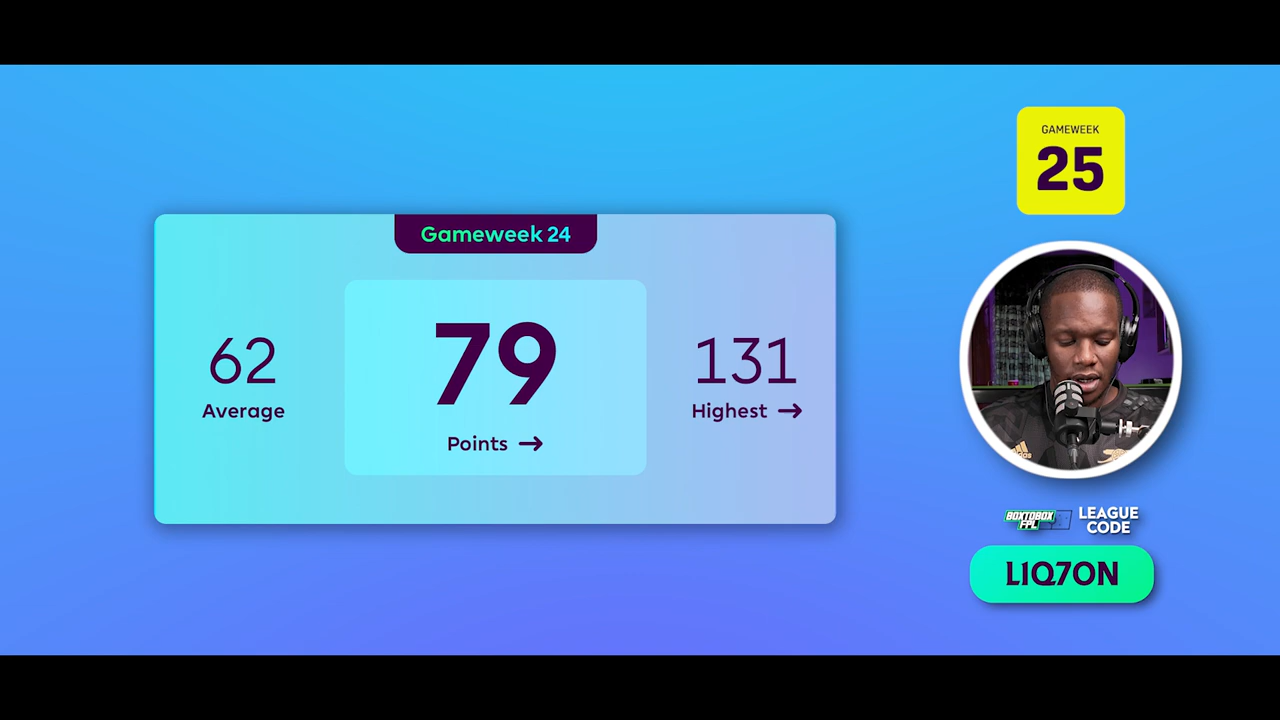 Gameweek 24
62
Average
79
Points →
131
Highest →
GAMEWEEK
25
BOXTOBOX
FPL
LEAGUE
CODE
L1Q7ON